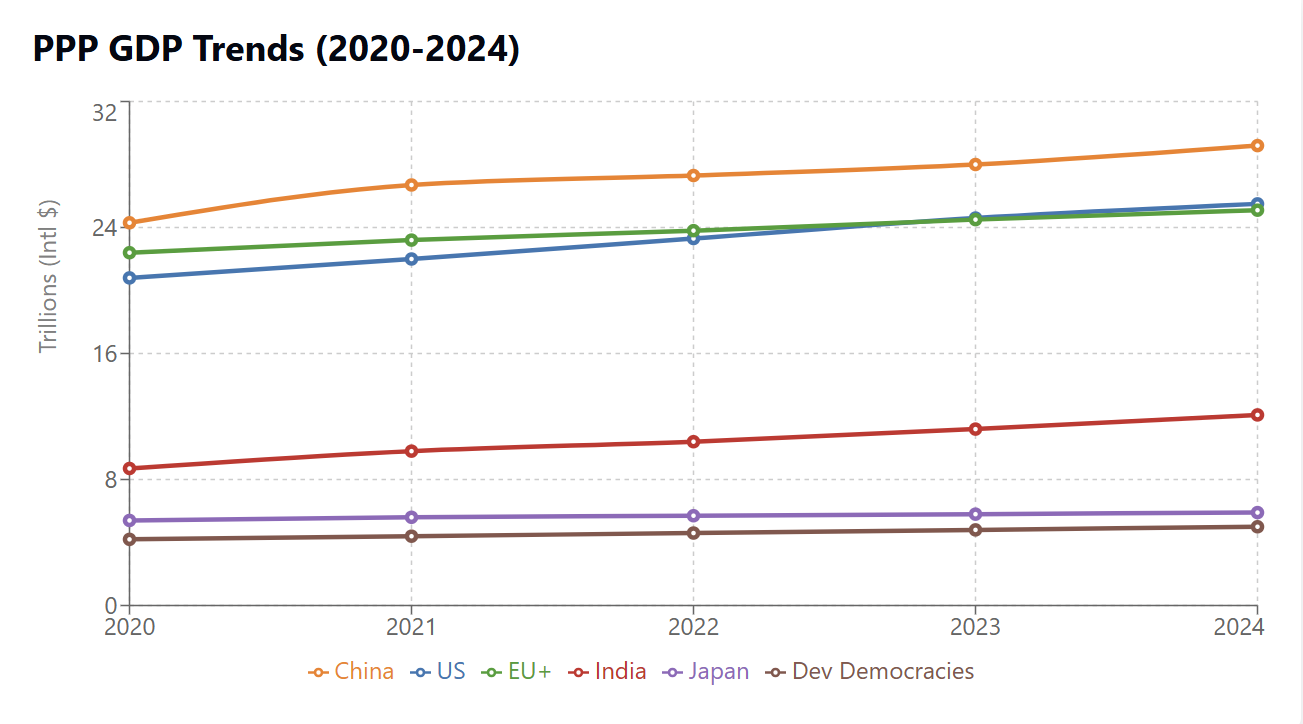 PPP GDP Trends (2020-2024)
Trillions (Intl $)
32
24
16
8
0
2020 2021 2022 2023 2024
China US EU+ India Japan Dev Democracies